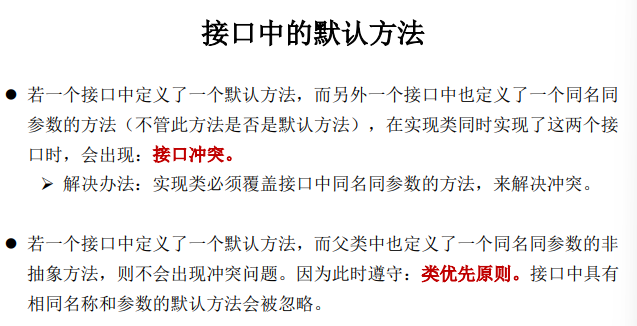 接口中的默认方法
● 若一个接口中定义了一个默认方法，而另外一个接口中也定义了一个同名同
参数的方法（不管此方法是否是默认方法），在实现类同时实现了这两个接
口时，会出现：接口冲突。
➢ 解决办法：实现类必须覆盖接口中同名同参数的方法，来解决冲突。
● 若一个接口中定义了一个默认方法，而父类中也定义了一个同名同参数的非
抽象方法，则不会出现冲突问题。因为此时遵守：类优先原则。接口中具有
相同名称和参数的默认方法会被忽略。